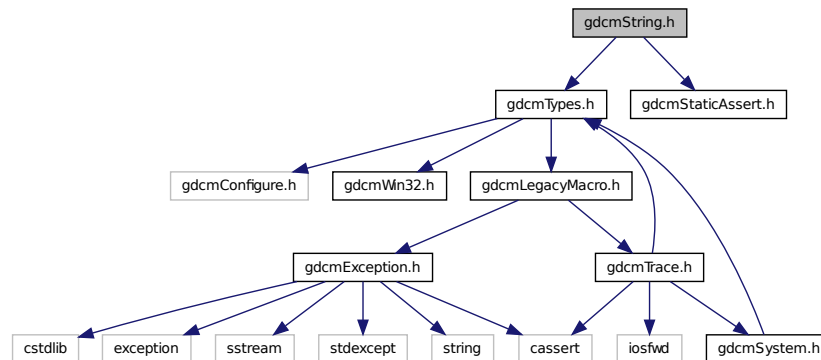 gdcmString.h
gdcmTypes.h
gdcmStaticAssert.h
gdcmConfigure.h
gdcmWin32.h
gdcmLegacyMacro.h
gdcmException.h
gdcmTrace.h
cstdlib
exception
sstream
stdexcept
string
cassert
iosfwd
gdcmSystem.h